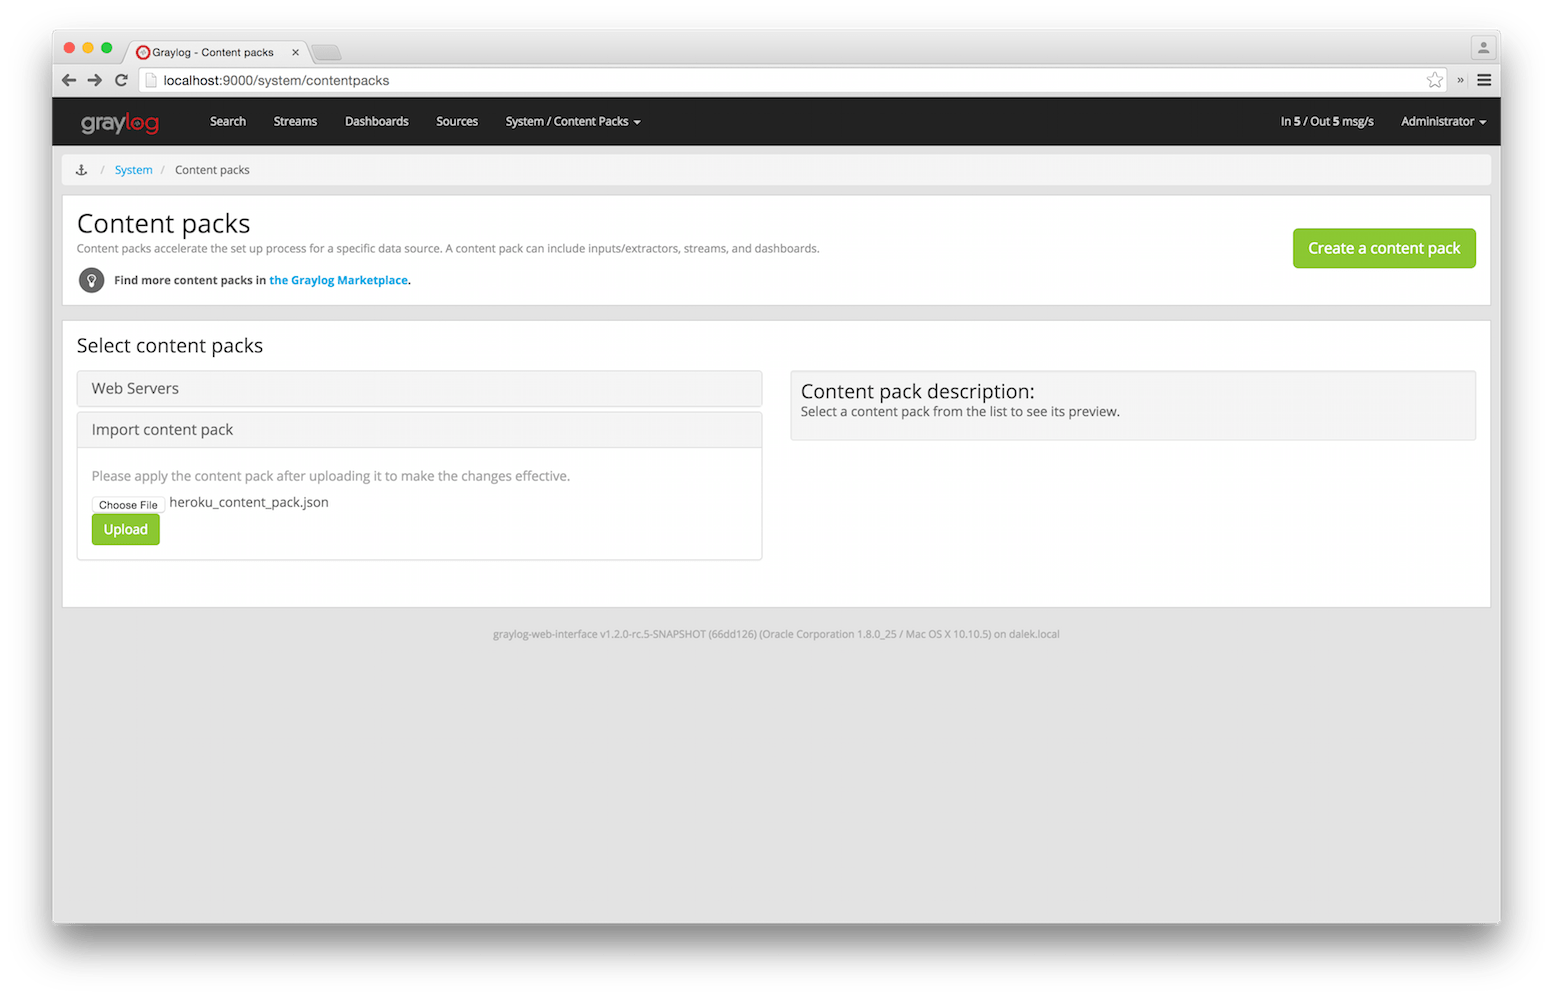 Graylog - Content packs
localhost:9000/system/contentpacks
graylog Search Streams Dashboards Sources System / Content Packs In 5 / Out 5 msg/s Administrator
/ System / Content packs
Content packs
Content packs accelerate the set up process for a specific data source. A content pack can include inputs/extractors, streams, and dashboards.
Create a content pack
Find more content packs in the Graylog Marketplace.
Select content packs
Web Servers
Import content pack
Please apply the content pack after uploading it to make the changes effective.
Choose File heroku_content_pack.json
Upload
Content pack description:
Select a content pack from the list to see its preview.
graylog-web-interface v1.2.0-rc.5-SNAPSHOT (66dd126) (Oracle Corporation 1.8.0_25 / Mac OS X 10.10.5) on dalek.local